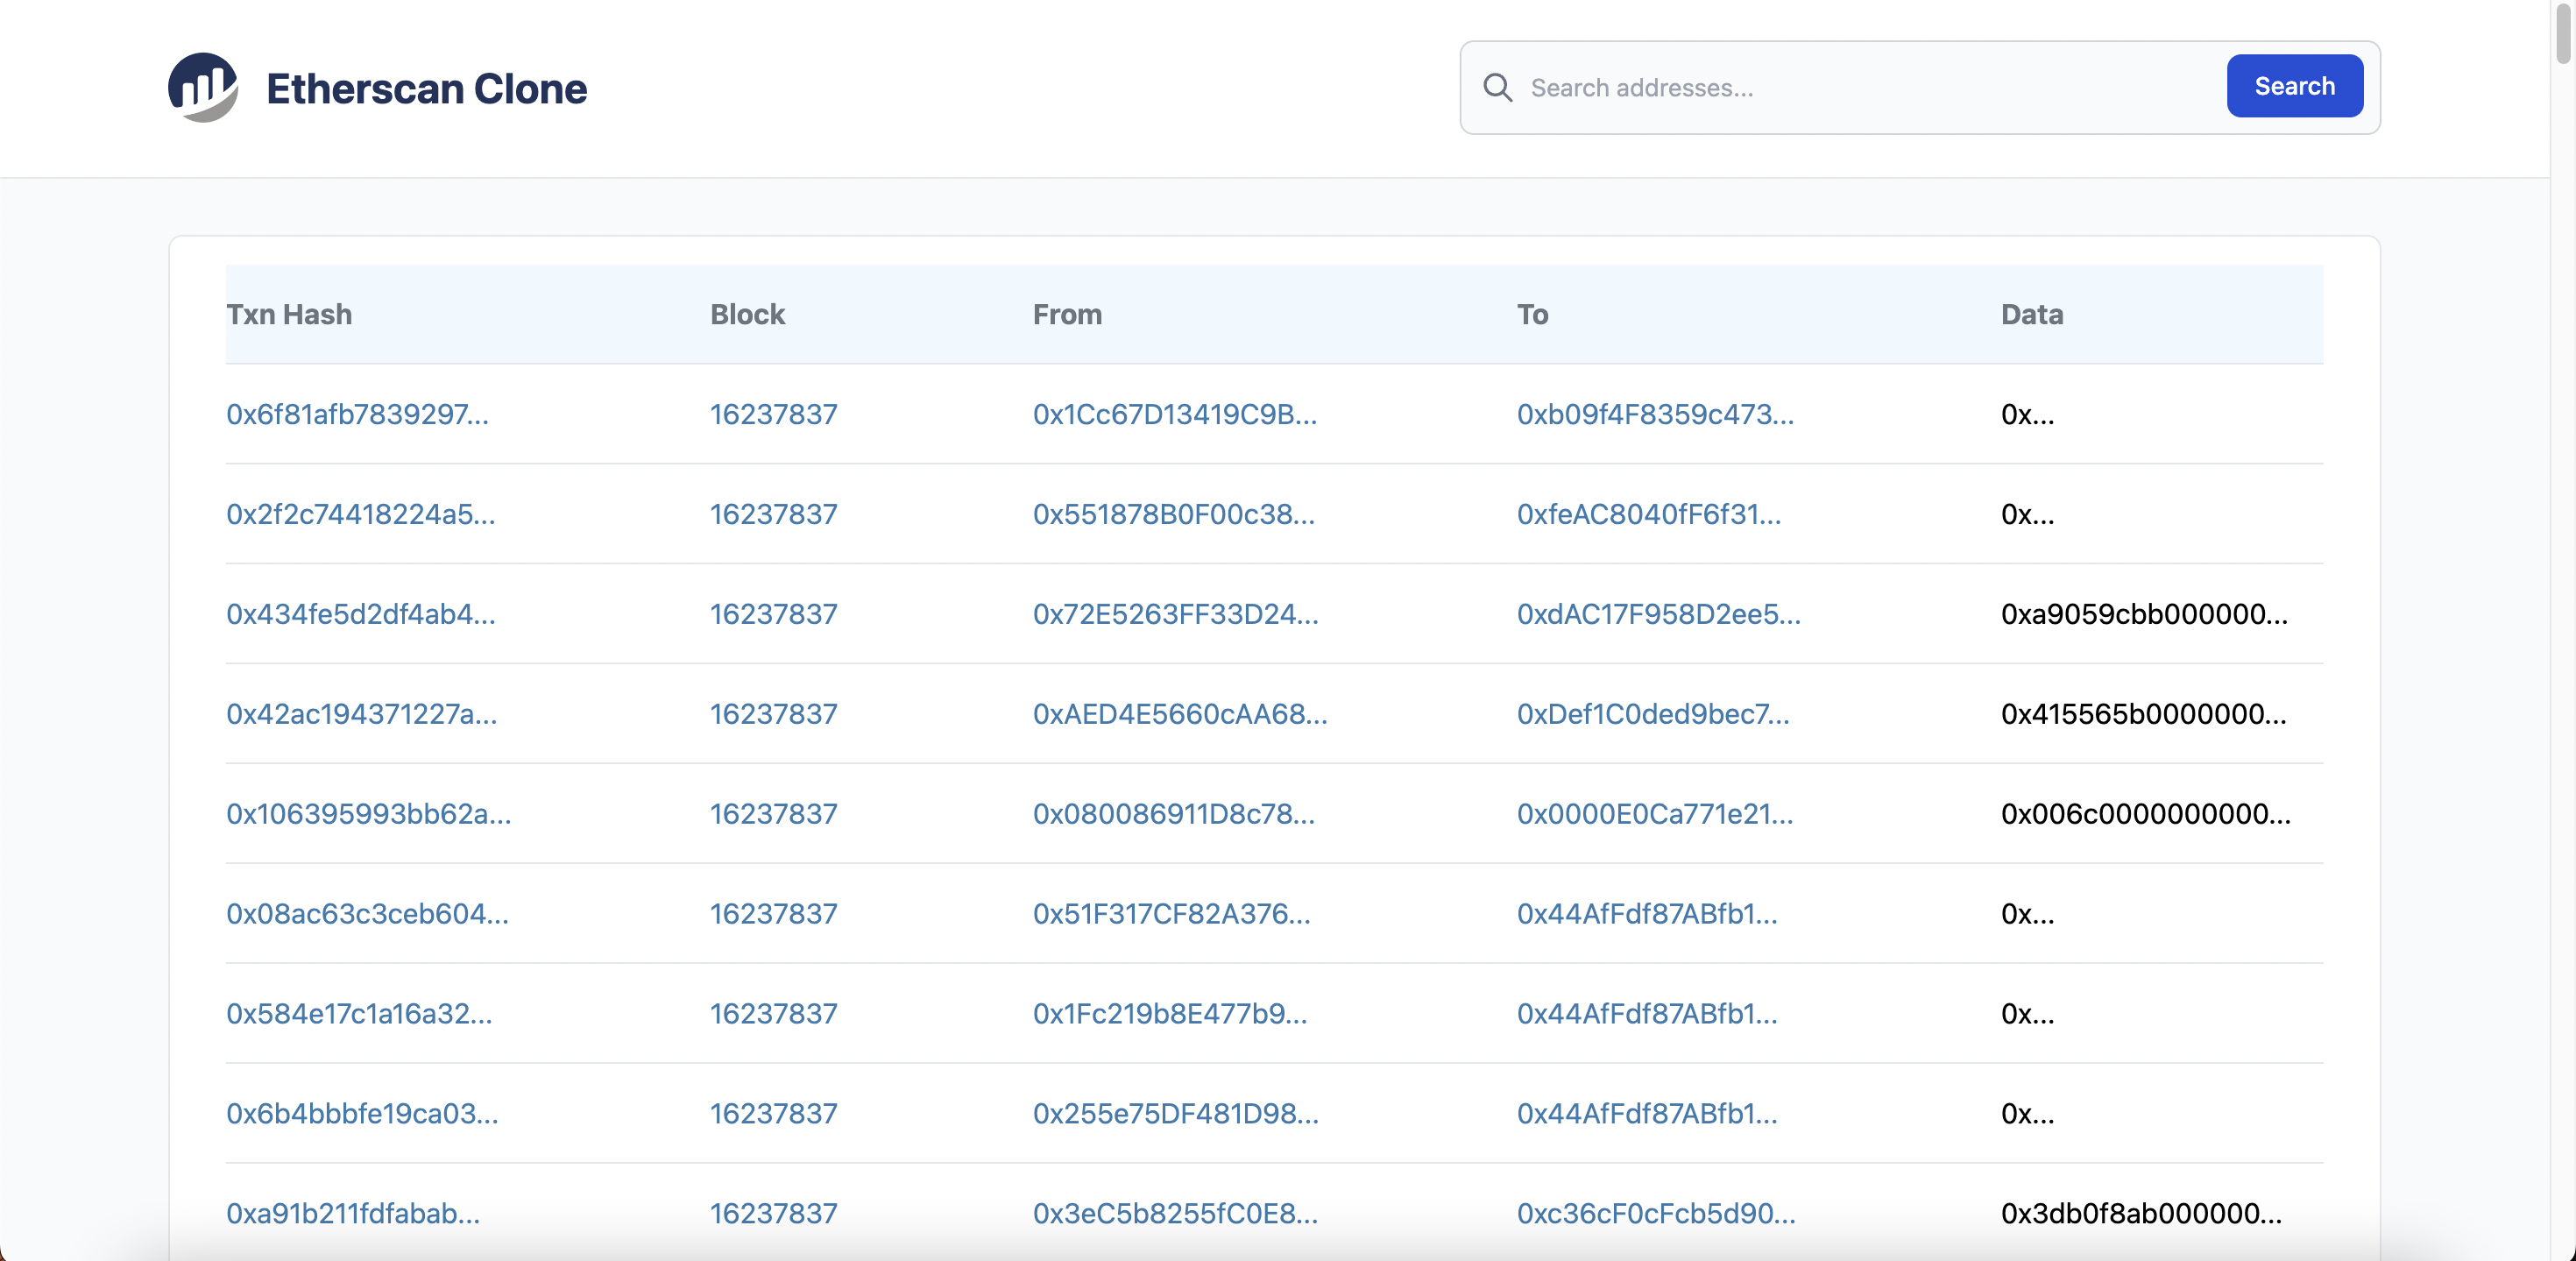 Etherscan Clone
Search addresses...
Search
Txn Hash Block From To Data
0x6f81afb7839297... 16237837 0x1Cc67D13419C9B... 0xb09f4F8359c473... 0x...
0x2f2c74418224a5... 16237837 0x551878B0F00c38... 0xfeAC8040fF6f31... 0x...
0x434fe5d2df4ab4... 16237837 0x72E5263FF33D24... 0xdAC17F958D2ee5... 0xa9059cbb000000...
0x42ac194371227a... 16237837 0xAED4E5660cAA68... 0xDef1C0ded9bec7... 0x415565b0000000...
0x106395993bb62a... 16237837 0x080086911D8c78... 0x0000E0Ca771e21... 0x006c0000000000...
0x08ac63c3ceb604... 16237837 0x51F317CF82A376... 0x44AfFdf87ABfb1... 0x...
0x584e17c1a16a32... 16237837 0x1Fc219b8E477b9... 0x44AfFdf87ABfb1... 0x...
0x6b4bbbfe19ca03... 16237837 0x255e75DF481D98... 0x44AfFdf87ABfb1... 0x...
0xa91b211fdfabab... 16237837 0x3eC5b8255fC0E8... 0xc36cF0cFcb5d90... 0x3db0f8ab000000...